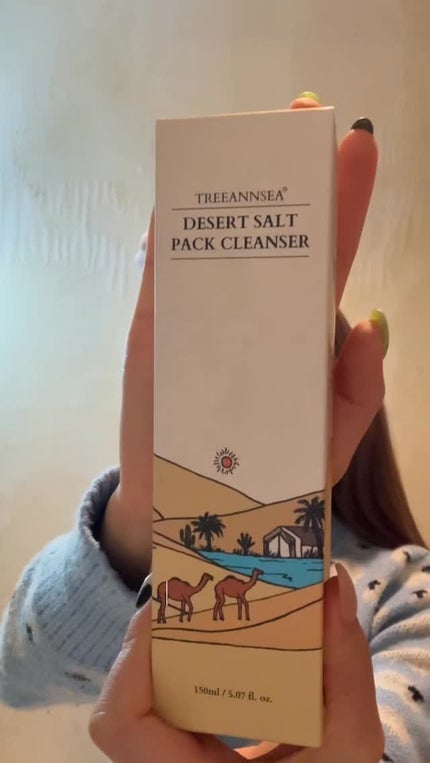 TREEANNSEA®
DESERT SALT
PACK CLEANSER
150ml / 5.07 fl. oz.